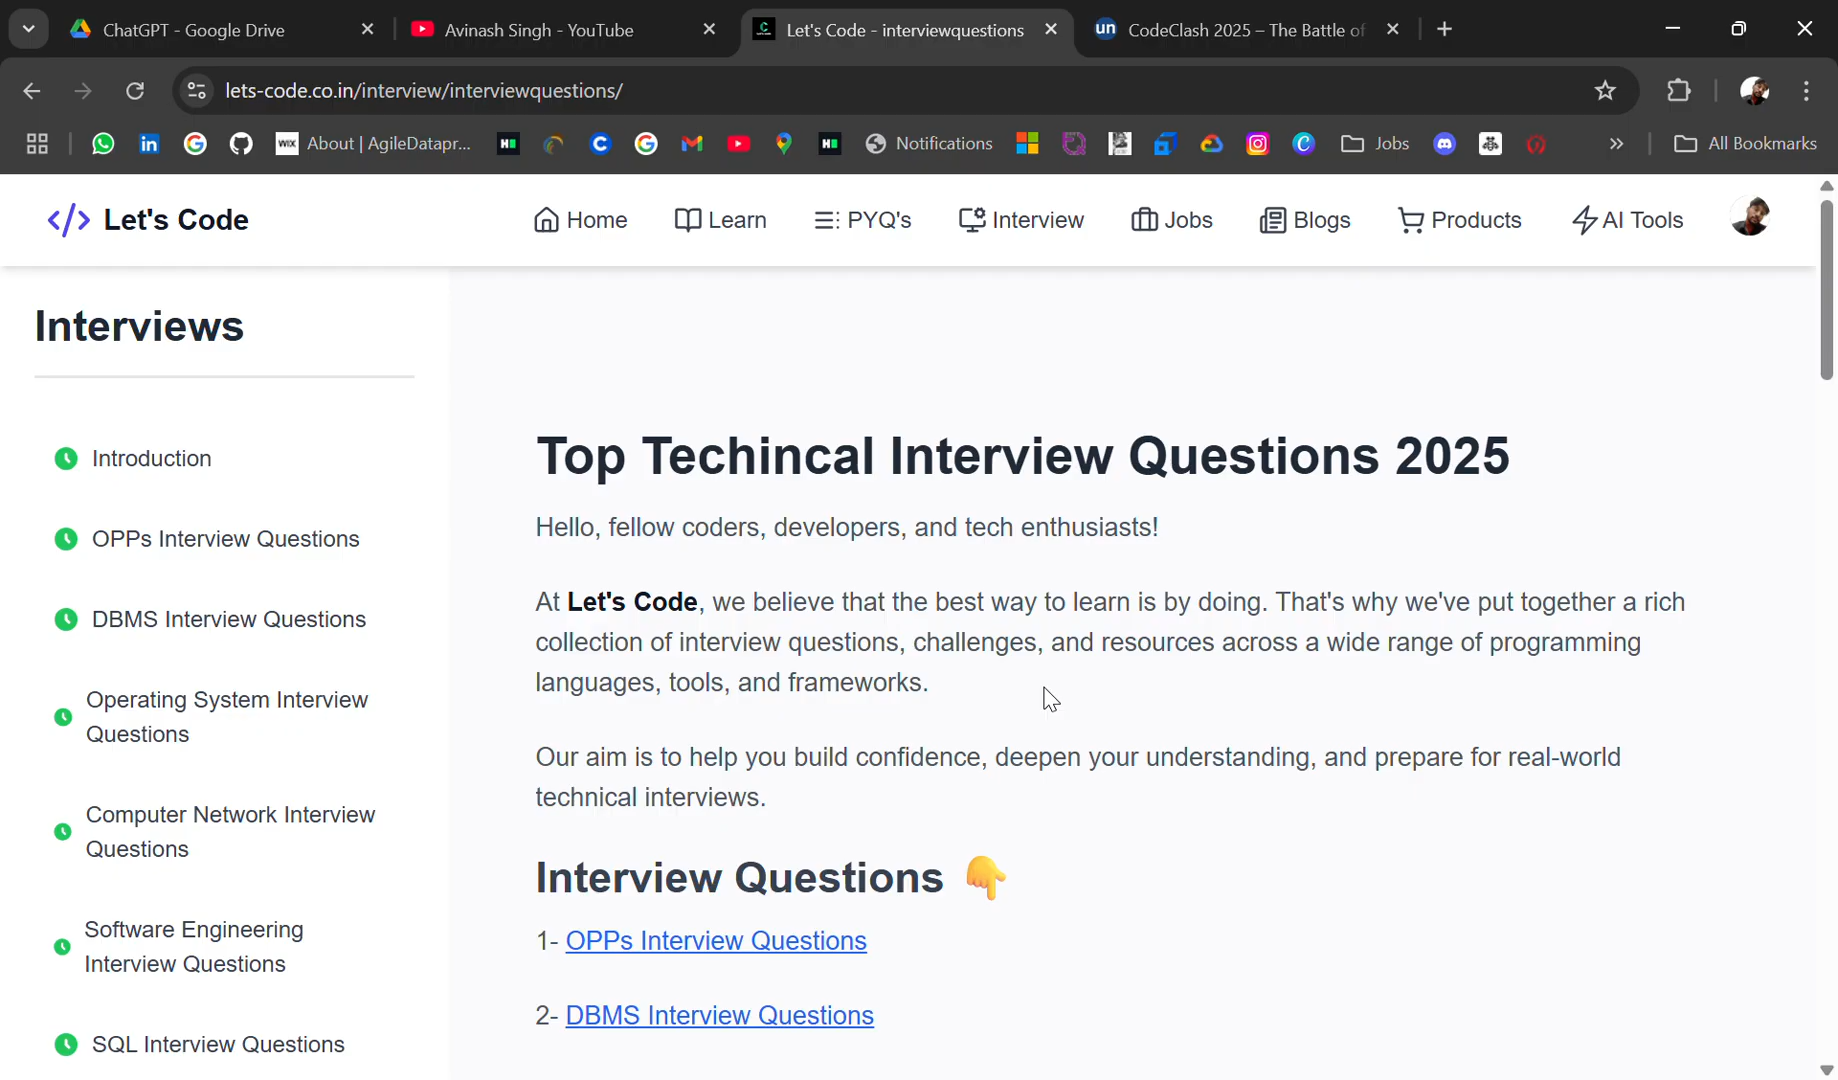 ChatGPT - Google Drive
Avinash Singh - YouTube
Let's Code - interviewquestions
un
CodeClash 2025 – The Battle of
lets-code.co.in/interview/interviewquestions/
WIX
About | AgileDatapr...
Notifications
Jobs
All Bookmarks
Let's Code
Home
Learn
PYQ's
Interview
Jobs
Blogs
Products
AI Tools
Interviews
Introduction
OPPs Interview Questions
DBMS Interview Questions
Operating System Interview
Questions
Computer Network Interview
Questions
Software Engineering
Interview Questions
SQL Interview Questions
Top Techincal Interview Questions 2025
Hello, fellow coders, developers, and tech enthusiasts!
At Let's Code, we believe that the best way to learn is by doing. That's why we've put together a rich
collection of interview questions, challenges, and resources across a wide range of programming
languages, tools, and frameworks.
Our aim is to help you build confidence, deepen your understanding, and prepare for real-world
technical interviews.
Interview Questions 👇
1- OPPs Interview Questions
2- DBMS Interview Questions